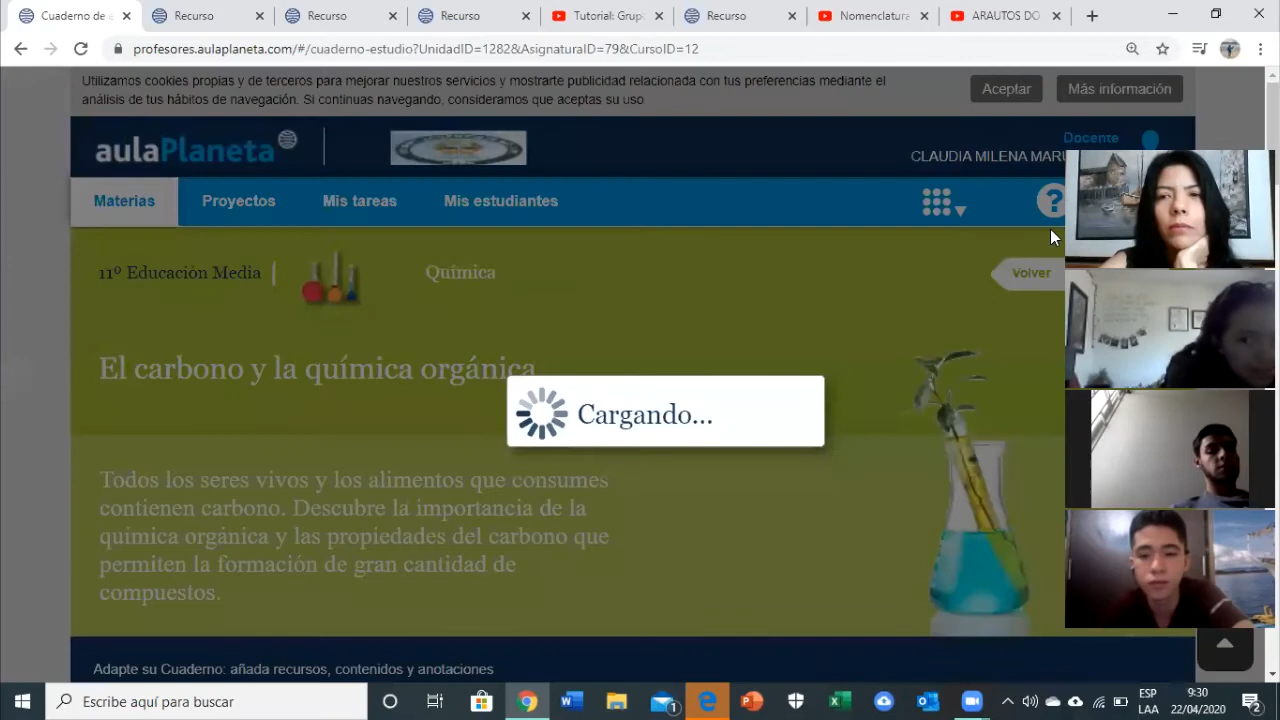 Cuaderno de e
Recurso
Recurso
Recurso
Tutorial: Grup
Recurso
Nomenclatura
ARAUTOS DO
profesores.aulaplaneta.com/#/cuaderno-estudio?UnidadID=1282&AsignaturaID=79&CursoID=12
Utilizamos cookies propias y de terceros para mejorar nuestros servicios y mostrarte publicidad relacionada con tus preferencias mediante el
análisis de tus hábitos de navegación. Si continuas navegando, consideramos que aceptas su uso
Aceptar
Más información
aulaPlaneta
Docente
CLAUDIA MILENA MARU
Materias
Proyectos
Mis tareas
Mis estudiantes
?
11º Educación Media
Química
Volver
El carbono y la química orgánica
Cargando...
Todos los seres vivos y los alimentos que consumes
contienen carbono. Descubre la importancia de la
química orgánica y las propiedades del carbono que
permiten la formación de gran cantidad de
compuestos.
Adapte su Cuaderno: añada recursos, contenidos y anotaciones
Escribe aquí para buscar
1
ESP
LAA
9:30
22/04/2020
2